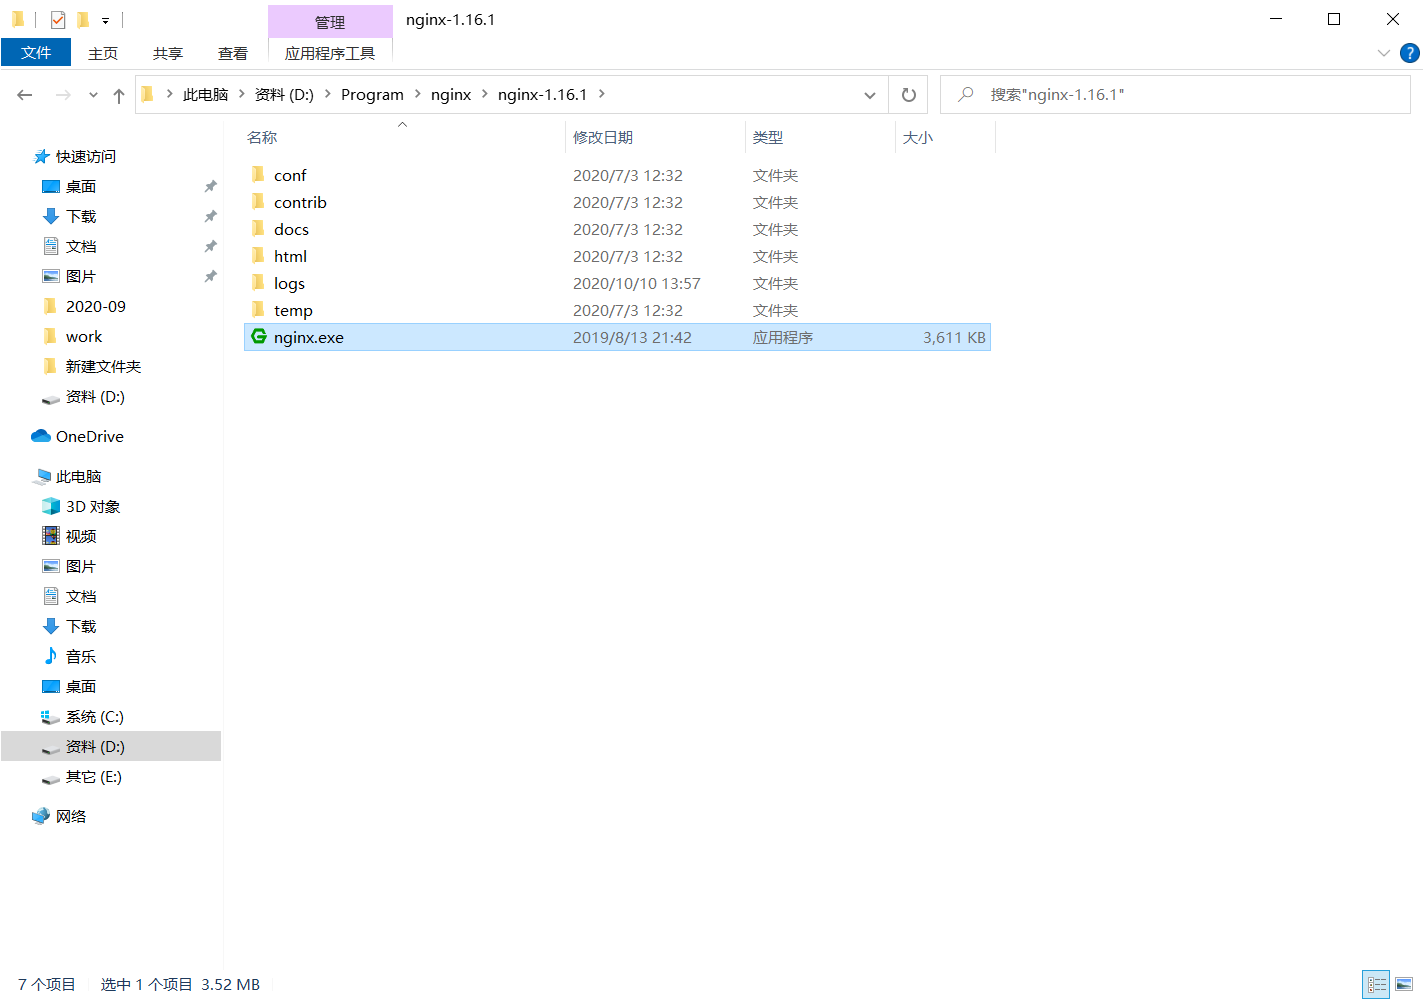 管理
nginx-1.16.1
文件 主页 共享 查看 应用程序工具
此电脑 资料 (D:) Program nginx nginx-1.16.1
搜索"nginx-1.16.1"
名称 修改日期 类型 大小
conf 2020/7/3 12:32 文件夹
contrib 2020/7/3 12:32 文件夹
docs 2020/7/3 12:32 文件夹
html 2020/7/3 12:32 文件夹
logs 2020/10/10 13:57 文件夹
temp 2020/7/3 12:32 文件夹
nginx.exe 2019/8/13 21:42 应用程序 3,611 KB
快速访问
桌面
下载
文档
图片
2020-09
work
新建文件夹
资料 (D:)
OneDrive
此电脑
3D 对象
视频
图片
文档
下载
音乐
桌面
系统 (C:)
资料 (D:)
其它 (E:)
网络
7 个项目 选中 1 个项目 3.52 MB